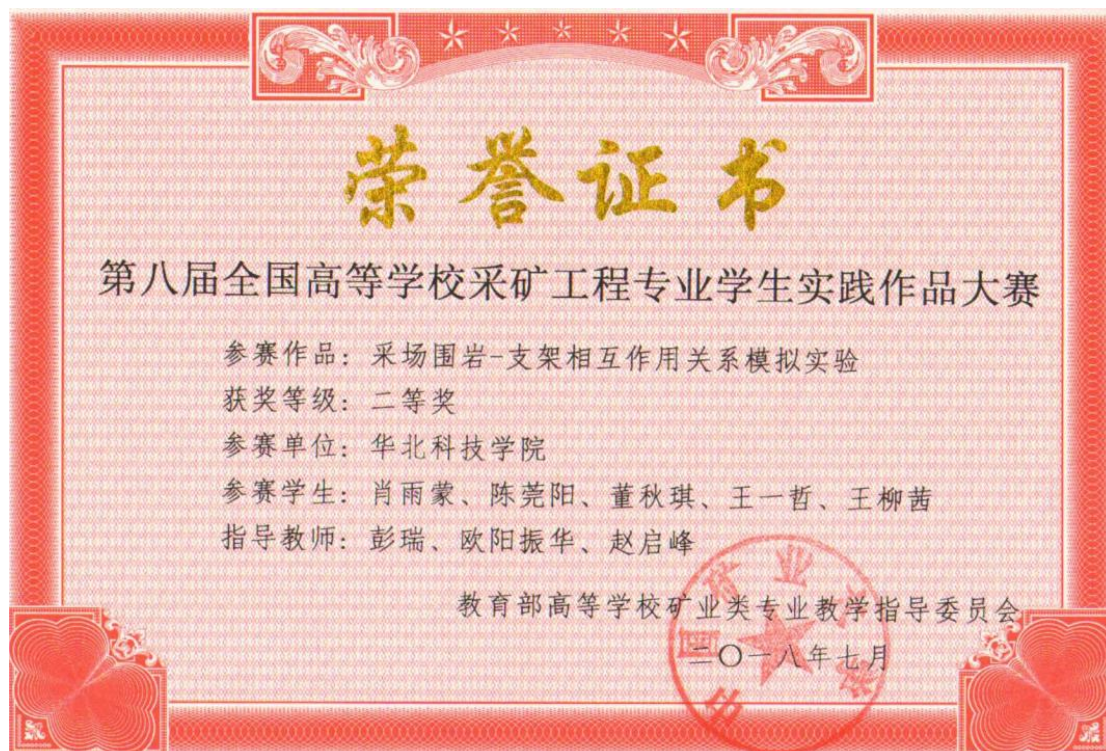 荣誉证书
第八届全国高等学校采矿工程专业学生实践作品大赛
参赛作品：采场围岩-支架相互作用关系模拟实验
获奖等级：二等奖
参赛单位：华北科技学院
参赛学生：肖雨蒙、陈莞阳、董秋琪、王一哲、王柳茜
指导教师：彭瑞、欧阳振华、赵启峰
教育部高等学校矿业类专业教学指导委员会
二〇一八年七月